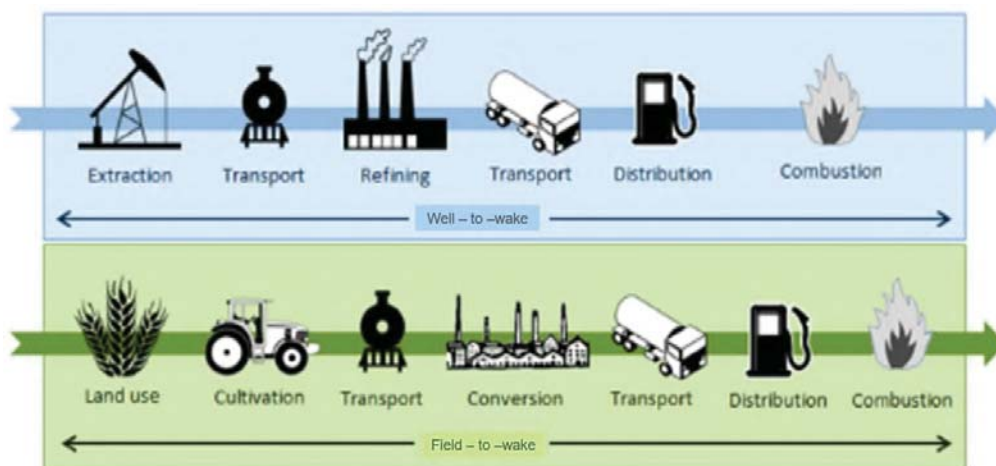 Extraction
Transport
Refining
Transport
Distribution
Combustion
Well – to –wake
Land use
Cultivation
Transport
Conversion
Transport
Distribution
Combustion
Field – to –wake